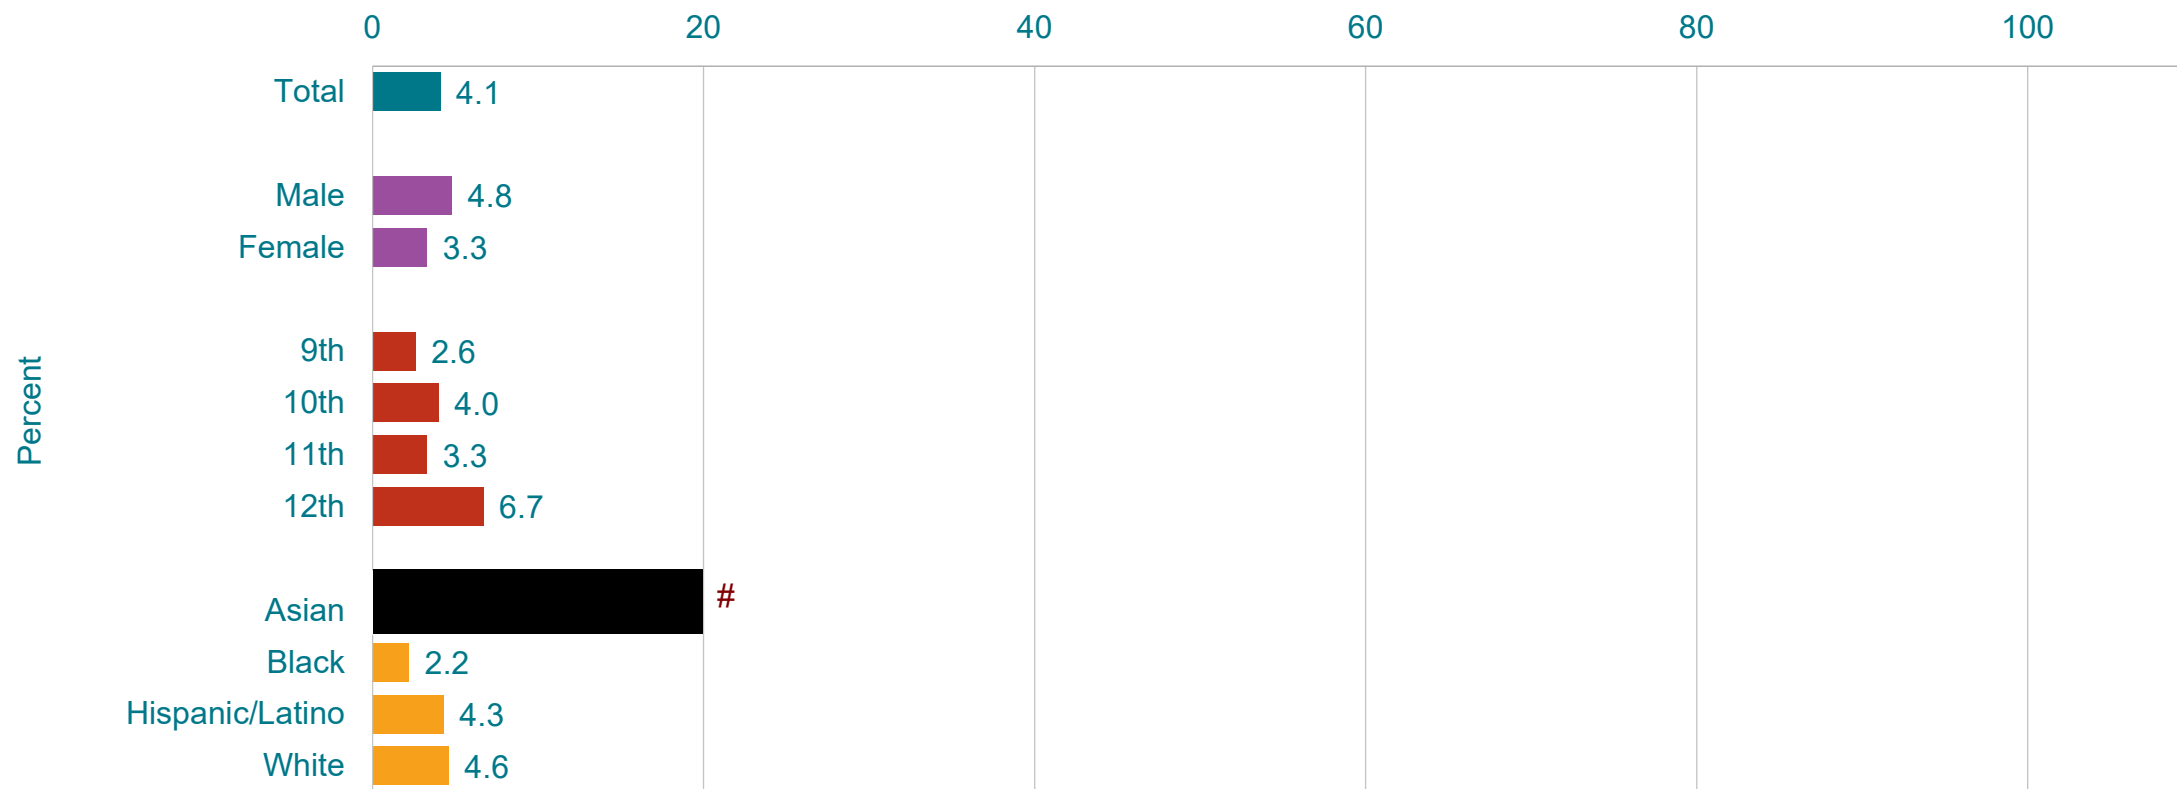 0 20 40 60 80 100
Total 4.1
Male 4.8
Female 3.3
9th 2.6
10th 4.0
11th 3.3
12th 6.7
Asian #
Black 2.2
Hispanic/Latino 4.3
White 4.6
Percent